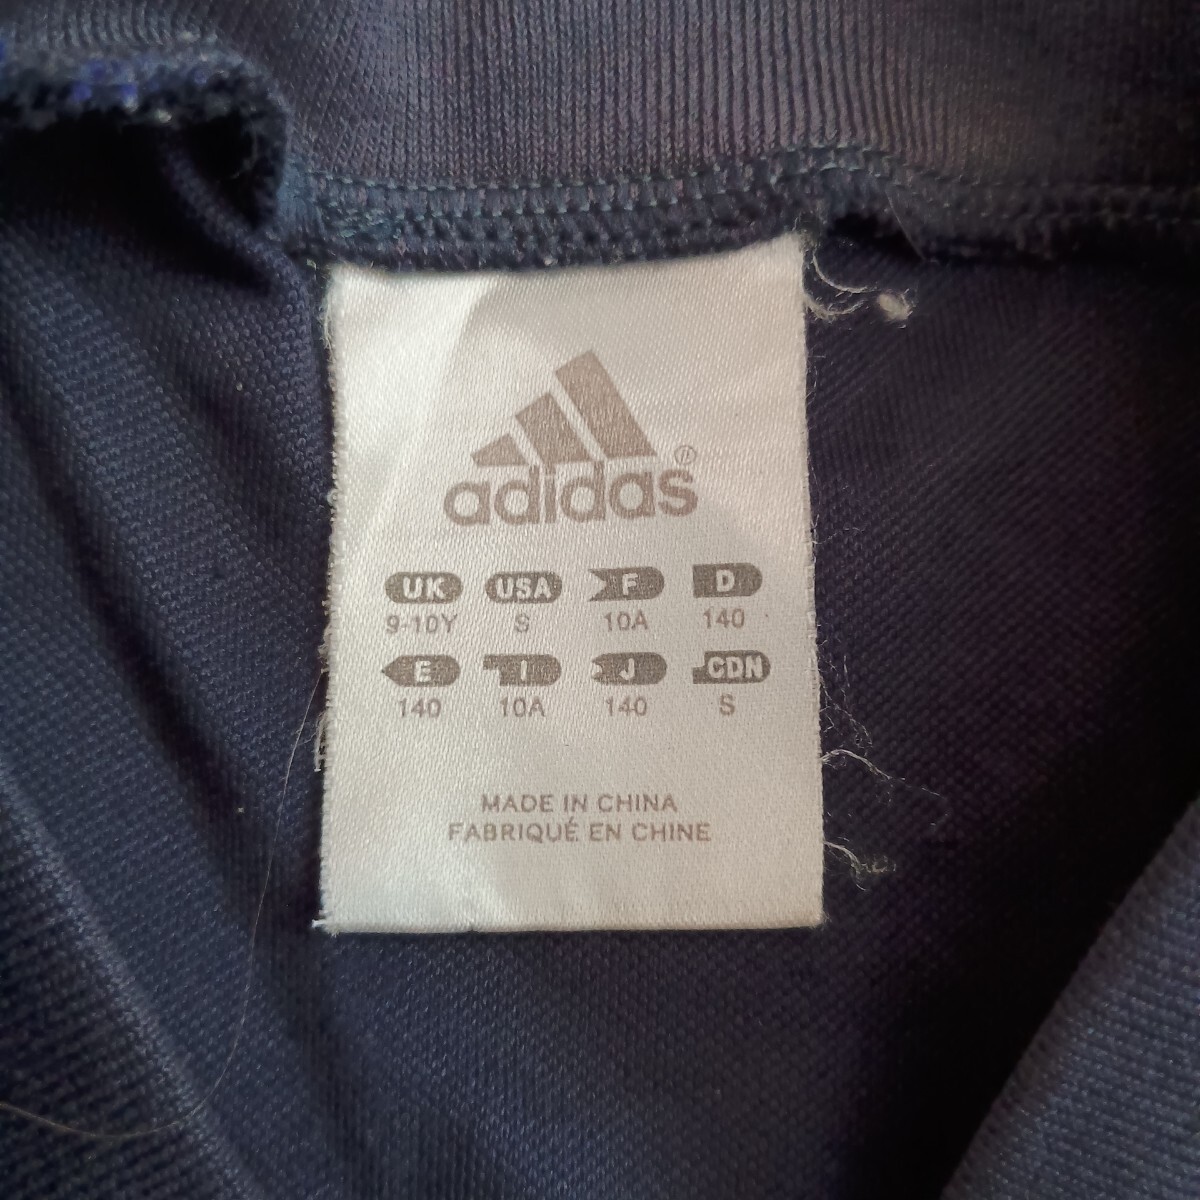 adidas®
UK USA F D
9-10Y S 10A 140
E I J CDN
140 10A 140 S
MADE IN CHINA
FABRIQUÉ EN CHINE